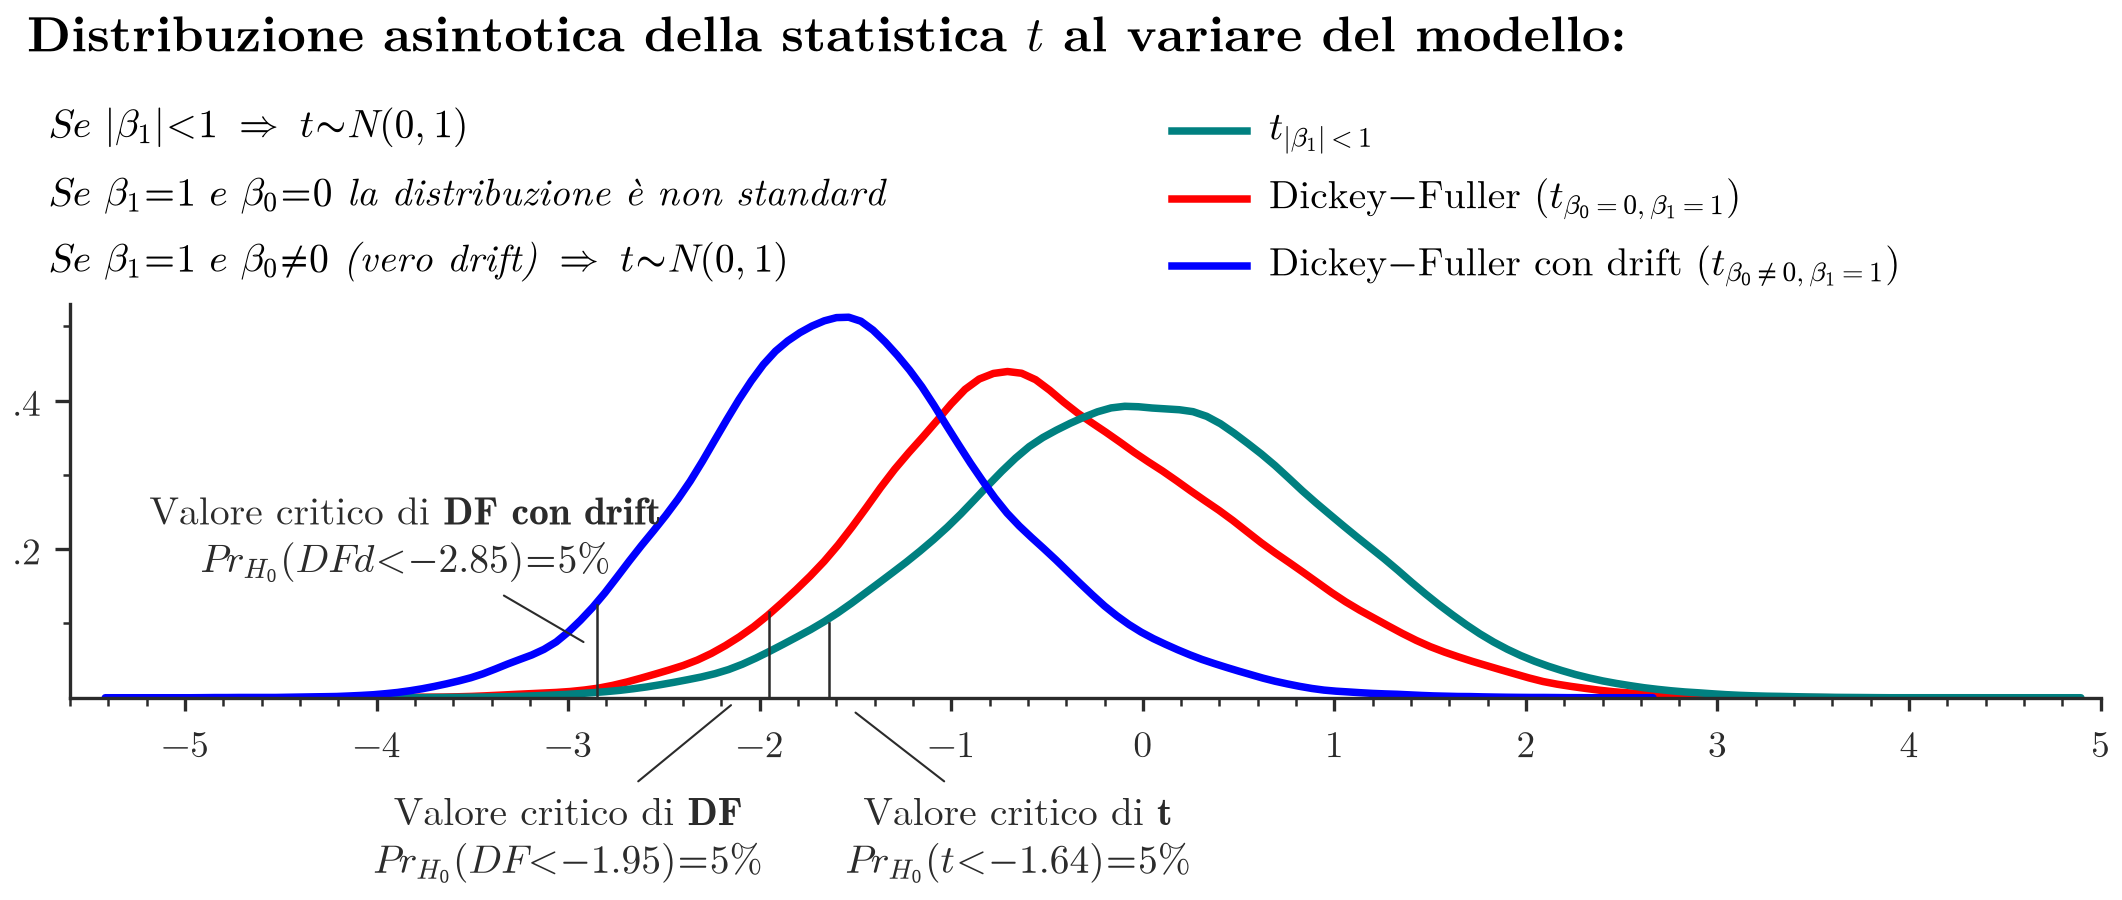 Distribuzione asintotica della statistica t al variare del modello:
Se |β₁|<1 ⇒ t~N(0, 1)
Se β₁=1 e β₀=0 la distribuzione è non standard
Se β₁=1 e β₀≠0 (vero drift) ⇒ t~N(0, 1)
t|β₁| < 1
Dickey−Fuller (tβ₀ = 0, β₁ = 1)
Dickey−Fuller con drift (tβ₀ ≠ 0, β₁ = 1)
.4
.2
Valore critico di DF con drift
Pr_H₀(DFd<−2.85)=5%
−5 −4 −3 −2 −1 0 1 2 3 4 5
Valore critico di DF
Pr_H₀(DF<−1.95)=5%
Valore critico di t
Pr_H₀(t<−1.64)=5%